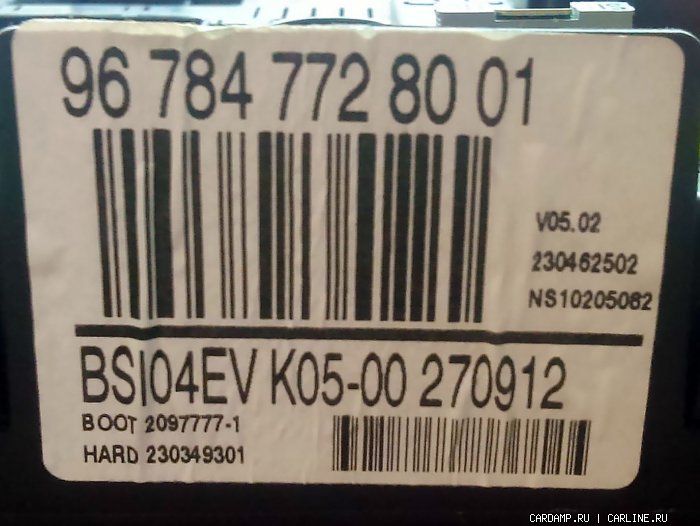 96 784 772 80 01
V05.02
230462502
NS10205062
BSI04EV K05-00 270912
BOOT 2097777-1
HARD 230349301
CARDAMP.RU | CARLINE.RU